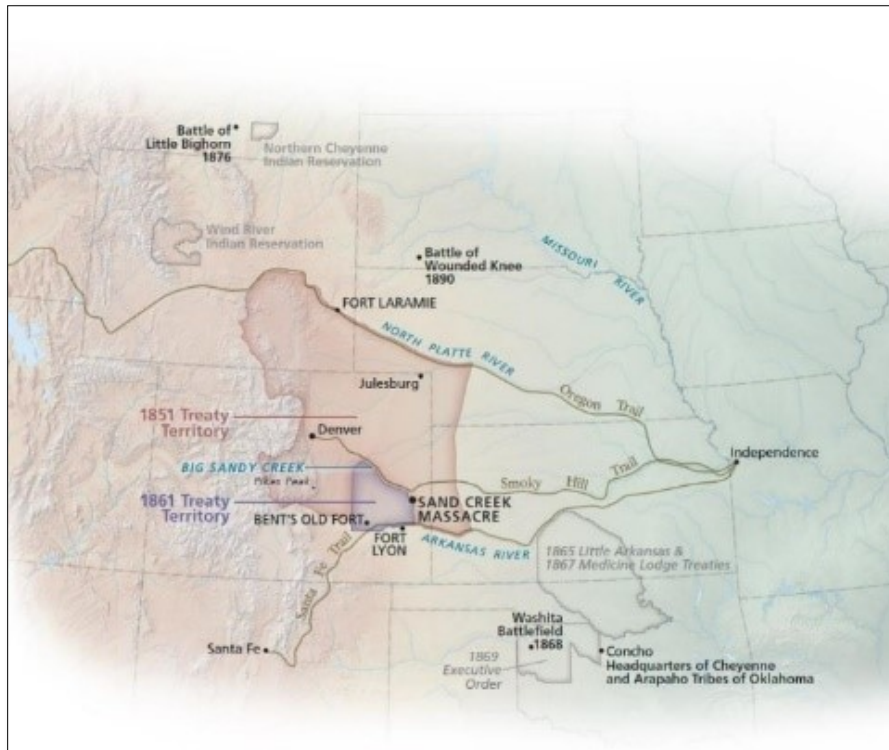 Battle of
Little Bighorn
1876
Northern Cheyenne
Indian Reservation
Wind River
Indian Reservation
Battle of
Wounded Knee
1890
MISSOURI RIVER
FORT LARAMIE
NORTH PLATTE RIVER
Julesburg
Oregon Trail
1851 Treaty
Territory
Denver
BIG SANDY CREEK
Pikes Peak
Independence
Smoky Hill Trail
1861 Treaty
Territory
SAND CREEK
MASSACRE
BENT'S OLD FORT
FORT
LYON
ARKANSAS RIVER
Santa Fe Trail
1865 Little Arkansas &
1867 Medicine Lodge Treaties
Washita
Battlefield
1868
Santa Fe
1869
Executive
Order
Concho
Headquarters of Cheyenne
and Arapaho Tribes of Oklahoma